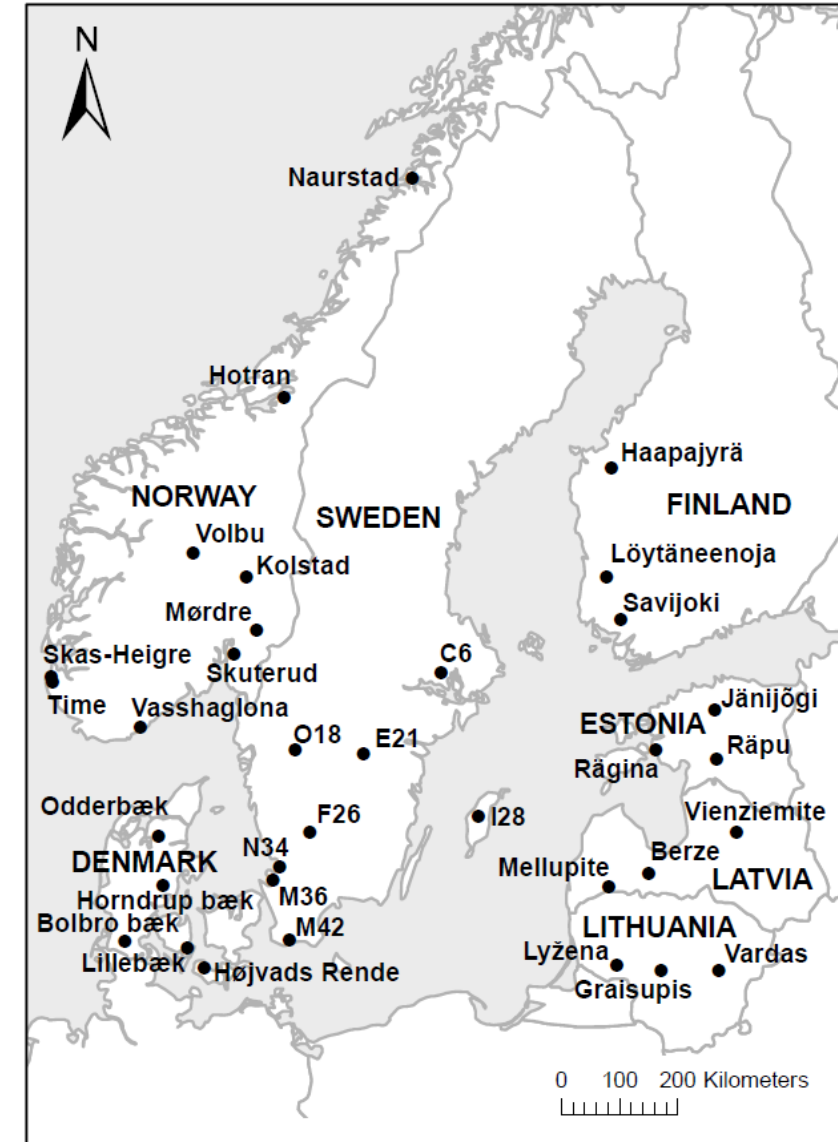 N
Naurstad
Hotran
Haapajyrä
NORWAY
SWEDEN
FINLAND
Volbu
Kolstad
Löytäneenoja
Savijoki
Mørdre
Skas-Heigre
Skuterud
C6
Time
Vasshaglona
Jänijõgi
ESTONIA
O18
E21
Räpu
Rägina
Odderbæk
F26
I28
Vienziemite
N34
DENMARK
Berze
Mellupite
LATVIA
M36
Horndrup bæk
Bolbro bæk
M42
LITHUANIA
Lyžena
Vardas
Lillebæk
Højvads Rende
Graisupis
0 100 200 Kilometers